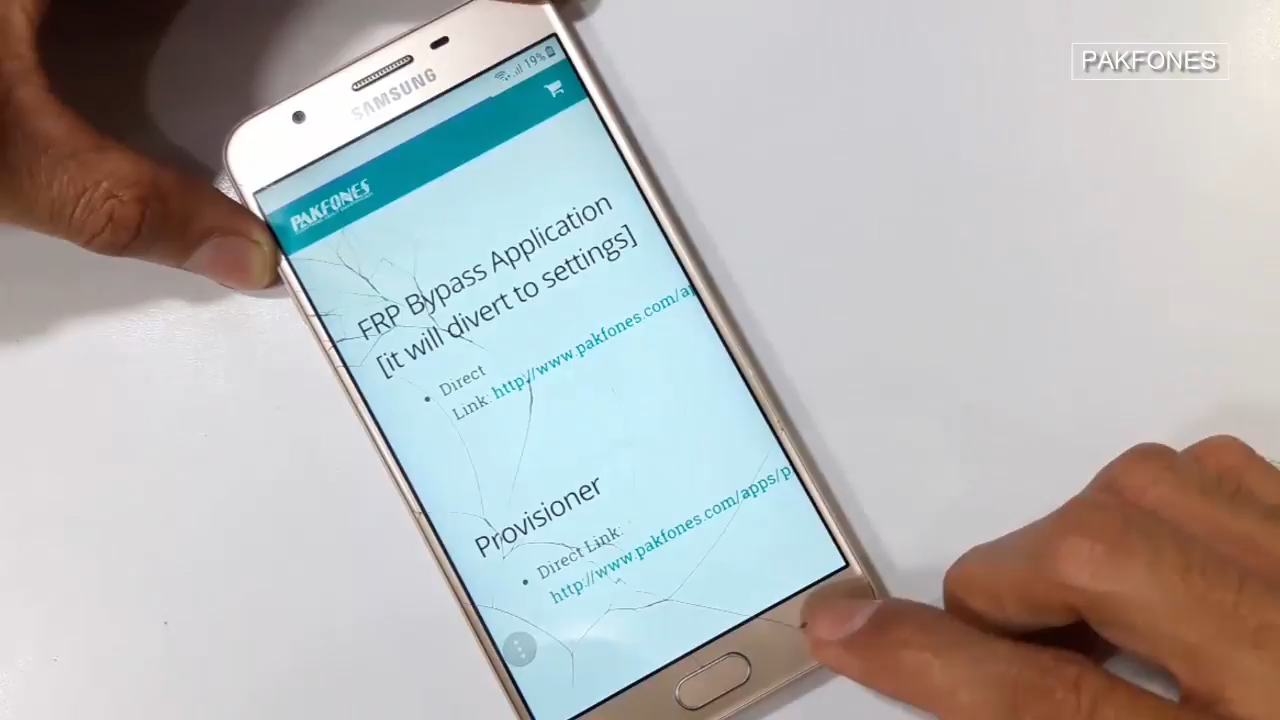 PAKFONES
SAMSUNG
19%
PAKFONES
FRP Bypass Application
[it will divert to settings]
Direct
Link: http://www.pakfones.com/a
Provisioner
Direct Link:
http://www.pakfones.com/apps/p